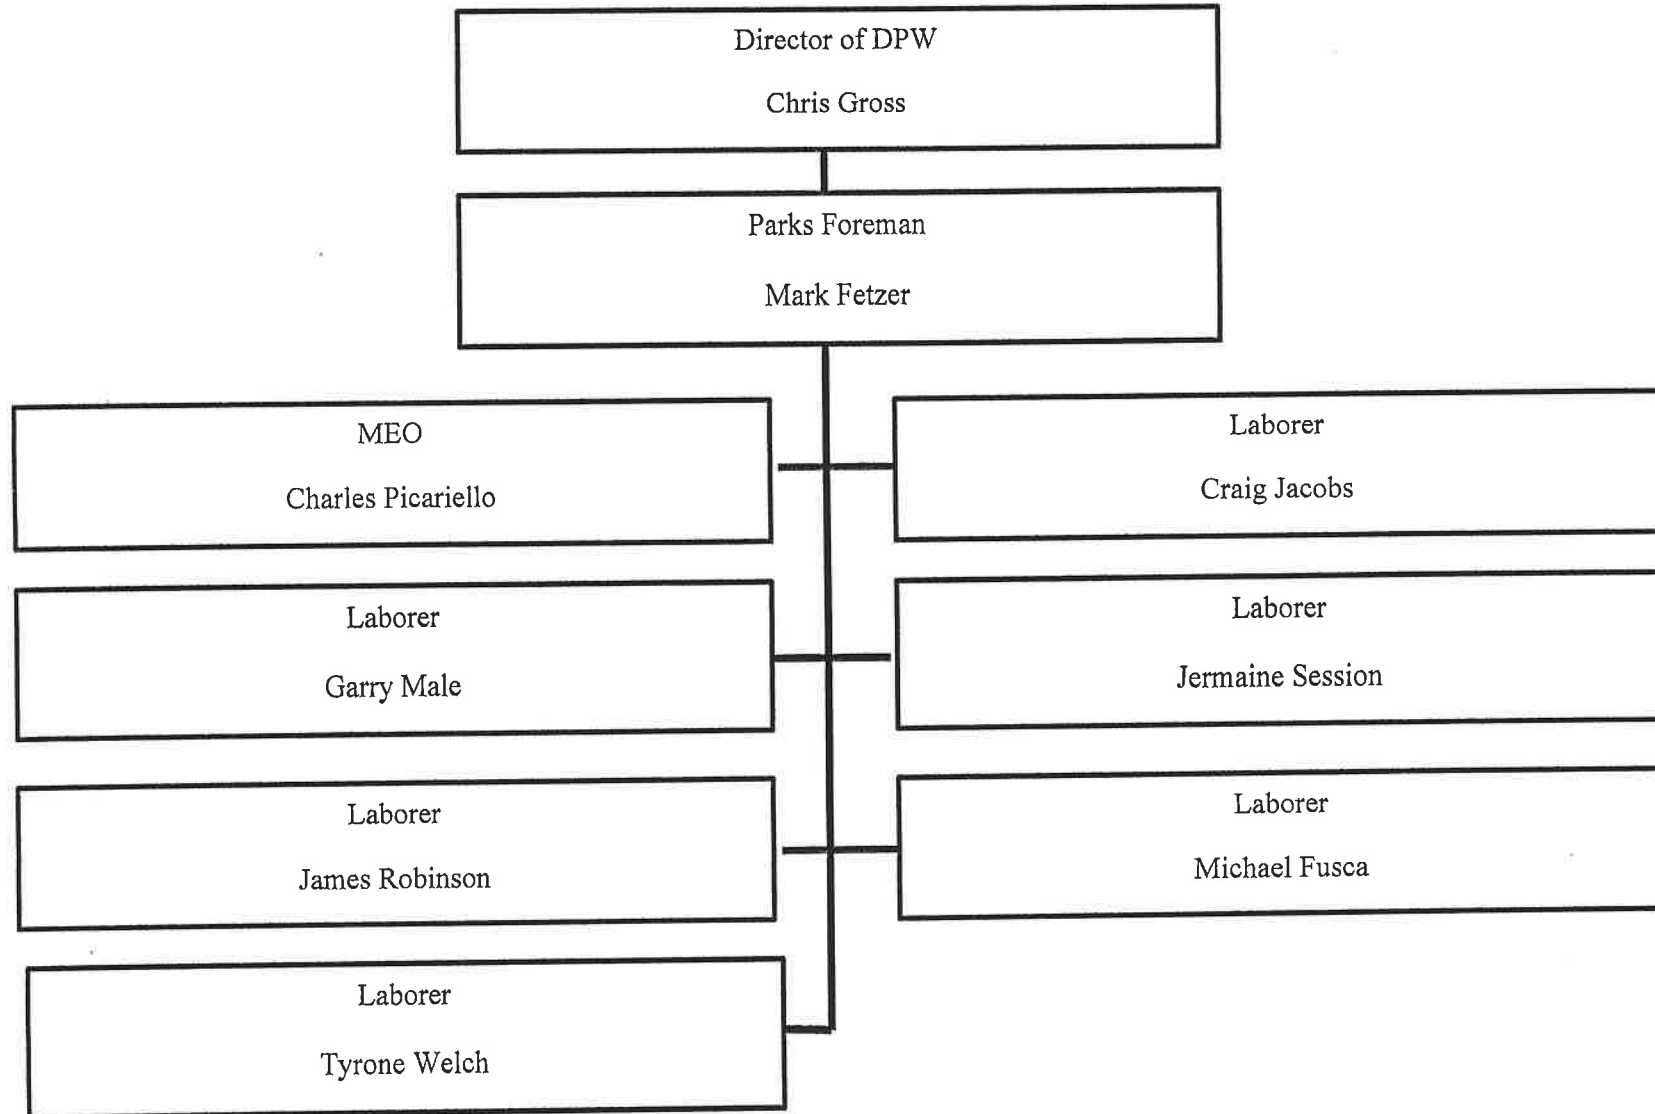 Director of DPW
Chris Gross
Parks Foreman
Mark Fetzer
MEO
Charles Picariello
Laborer
Craig Jacobs
Laborer
Garry Male
Laborer
Jermaine Session
Laborer
James Robinson
Laborer
Michael Fusca
Laborer
Tyrone Welch